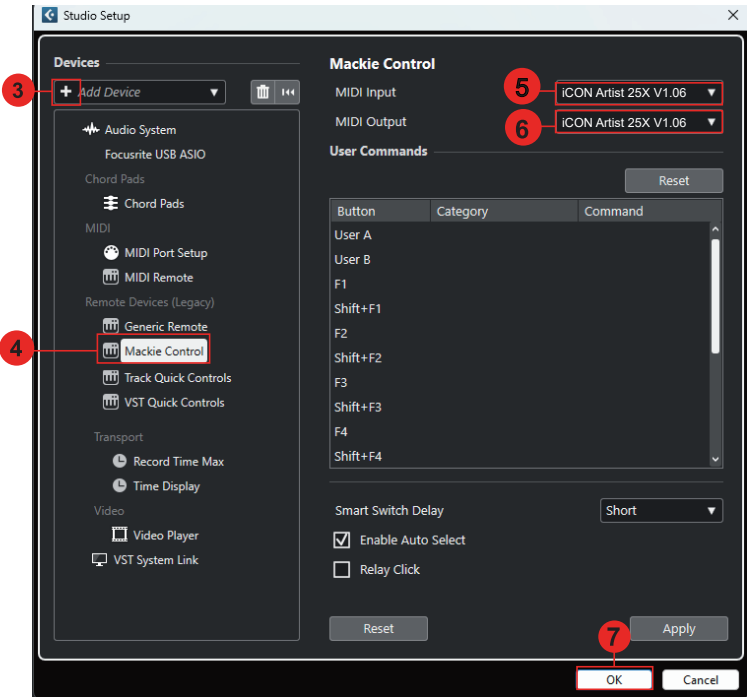 Studio Setup
Devices
3
Add Device
Audio System
Focusrite USB ASIO
Chord Pads
Chord Pads
MIDI
MIDI Port Setup
MIDI Remote
Remote Devices (Legacy)
Generic Remote
4
Mackie Control
Track Quick Controls
VST Quick Controls
Transport
Record Time Max
Time Display
Video
Video Player
VST System Link
Mackie Control
MIDI Input
5
iCON Artist 25X V1.06
MIDI Output
6
iCON Artist 25X V1.06
User Commands
Reset
Button Category Command
User A
User B
F1
Shift+F1
F2
Shift+F2
F3
Shift+F3
F4
Shift+F4
Smart Switch Delay Short
Enable Auto Select
Relay Click
Reset
Apply
7
OK
Cancel